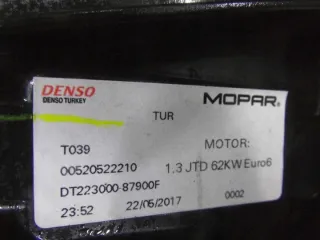 DENSO
DENSO TURKEY
MOPAR
TUR
T039
MOTOR:
00520522210
1.3 JTD 62KW Euro6
DT223000-87900F
23:52 22/05/2017 0002